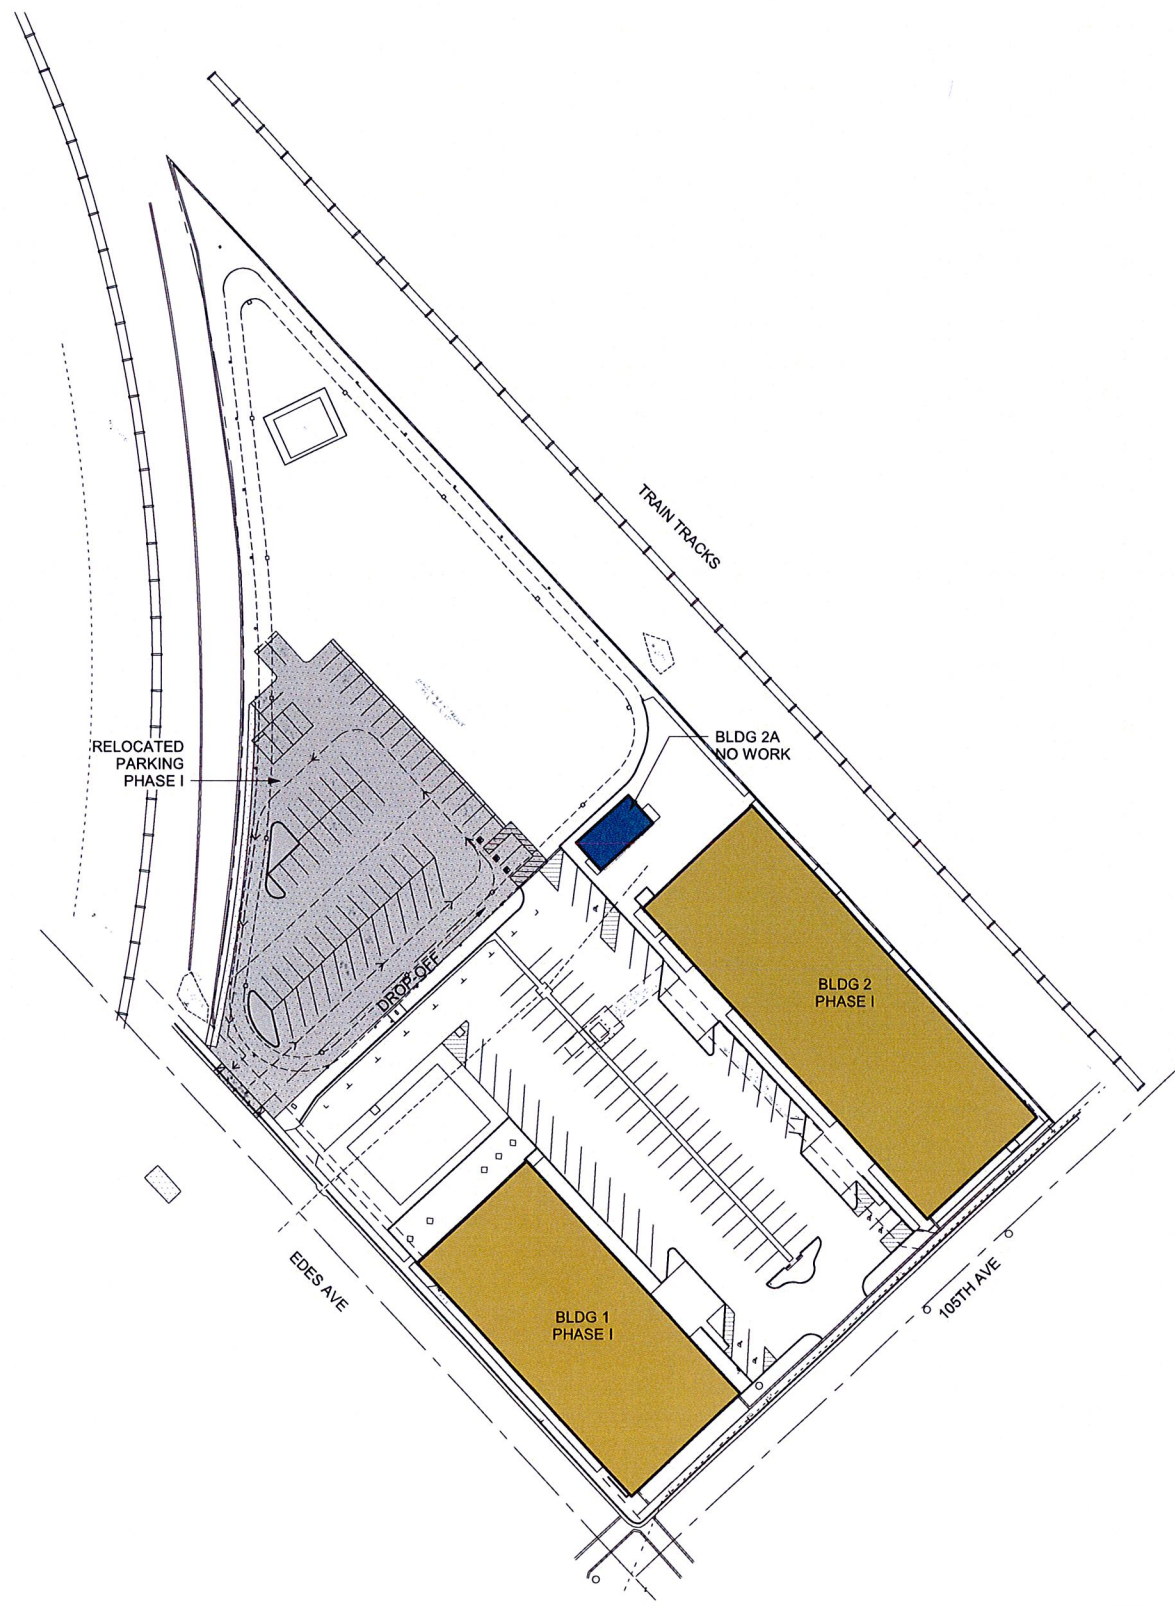 TRAIN TRACKS
BLDG 2A
NO WORK
RELOCATED
PARKING
PHASE I
DROP-OFF
BLDG 2
PHASE I
EDES AVE
105TH AVE
BLDG 1
PHASE I